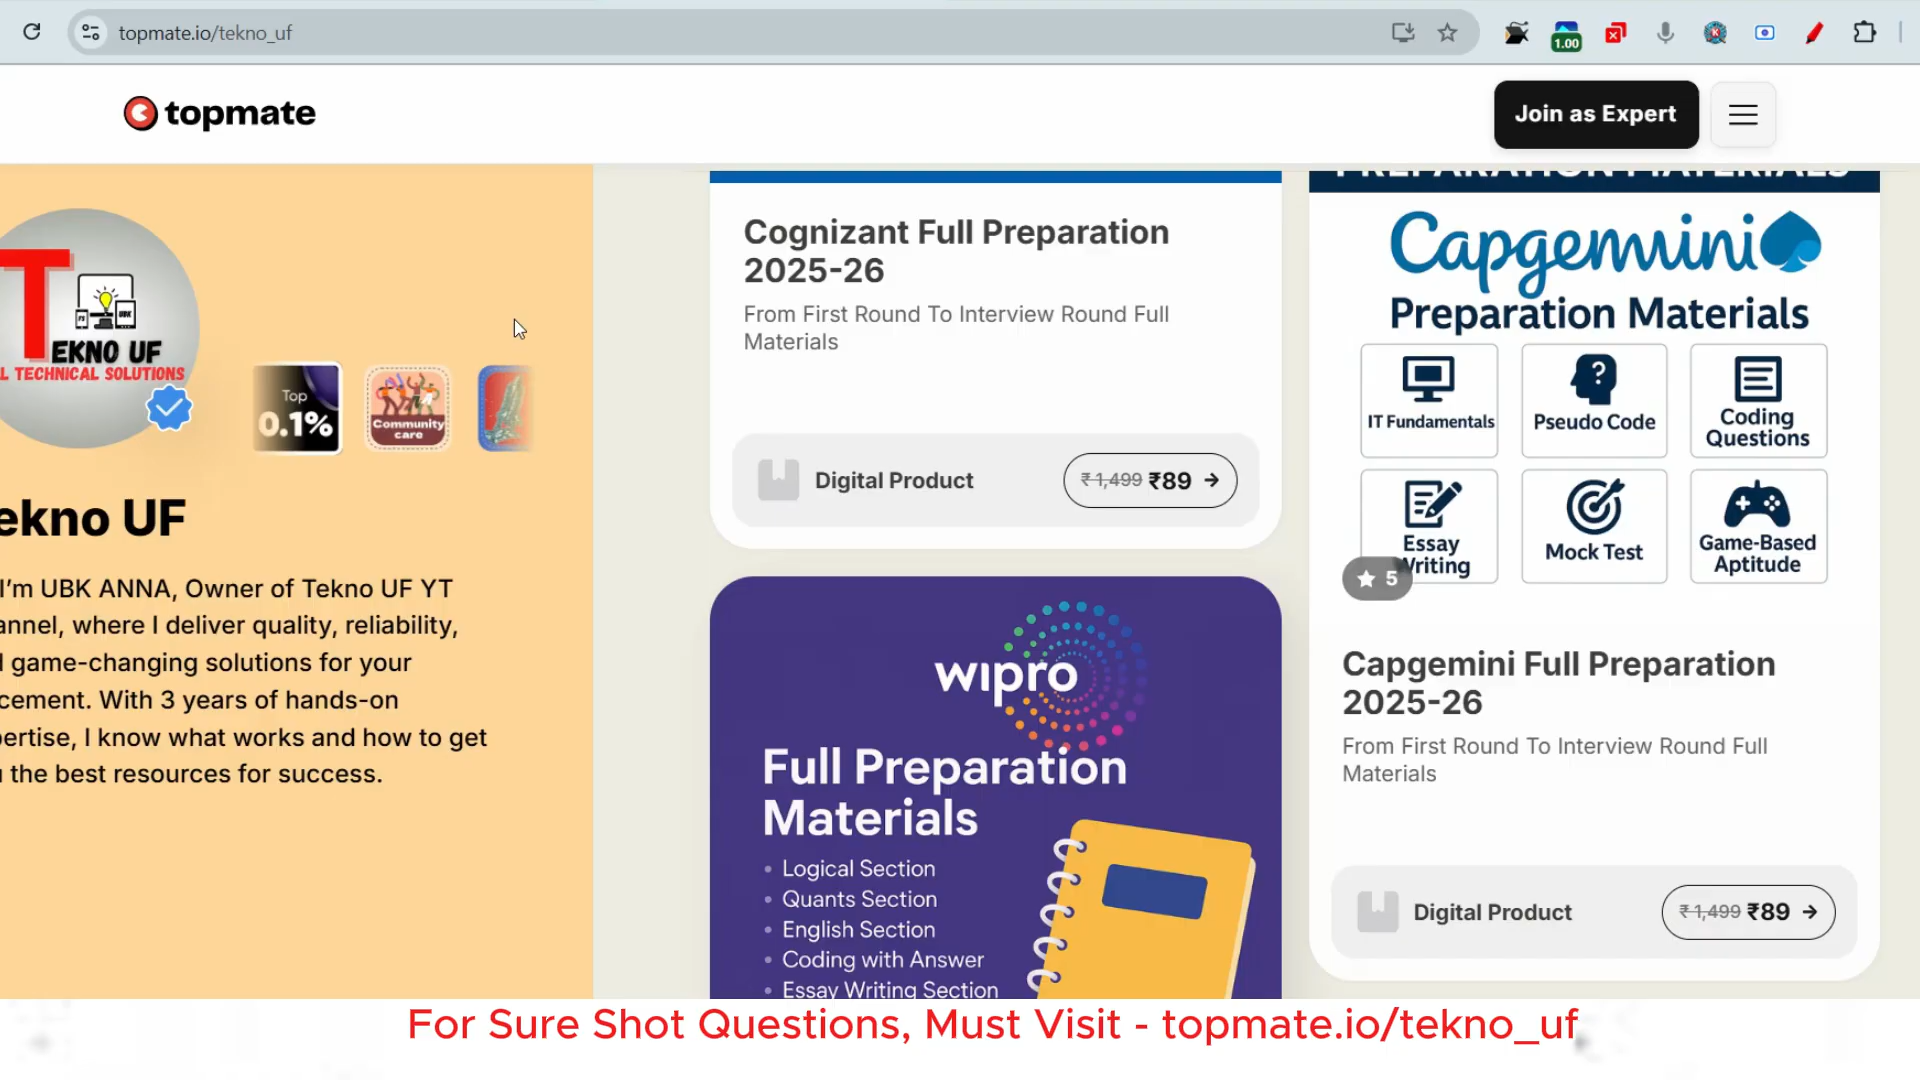 topmate.io/tekno_uf
1.00
topmate
Join as Expert
T
EKNO UF
L TECHNICAL SOLUTIONS
Top
0.1%
Community
care
ekno UF
I'm UBK ANNA, Owner of Tekno UF YT
annel, where I deliver quality, reliability,
d game-changing solutions for your
cement. With 3 years of hands-on
pertise, I know what works and how to get
u the best resources for success.
Cognizant Full Preparation
2025-26
From First Round To Interview Round Full
Materials
Digital Product
₹1,499 ₹89
wipro
Full Preparation
Materials
• Logical Section
• Quants Section
• English Section
• Coding with Answer
• Essay Writing Section
PREPARATION MATERIALS
Capgemini
Preparation Materials
IT Fundamentals
Pseudo Code
Coding
Questions
Essay
Writing
Mock Test
Game-Based
Aptitude
5
Capgemini Full Preparation
2025-26
From First Round To Interview Round Full
Materials
Digital Product
₹1,499 ₹89
For Sure Shot Questions, Must Visit - topmate.io/tekno_uf